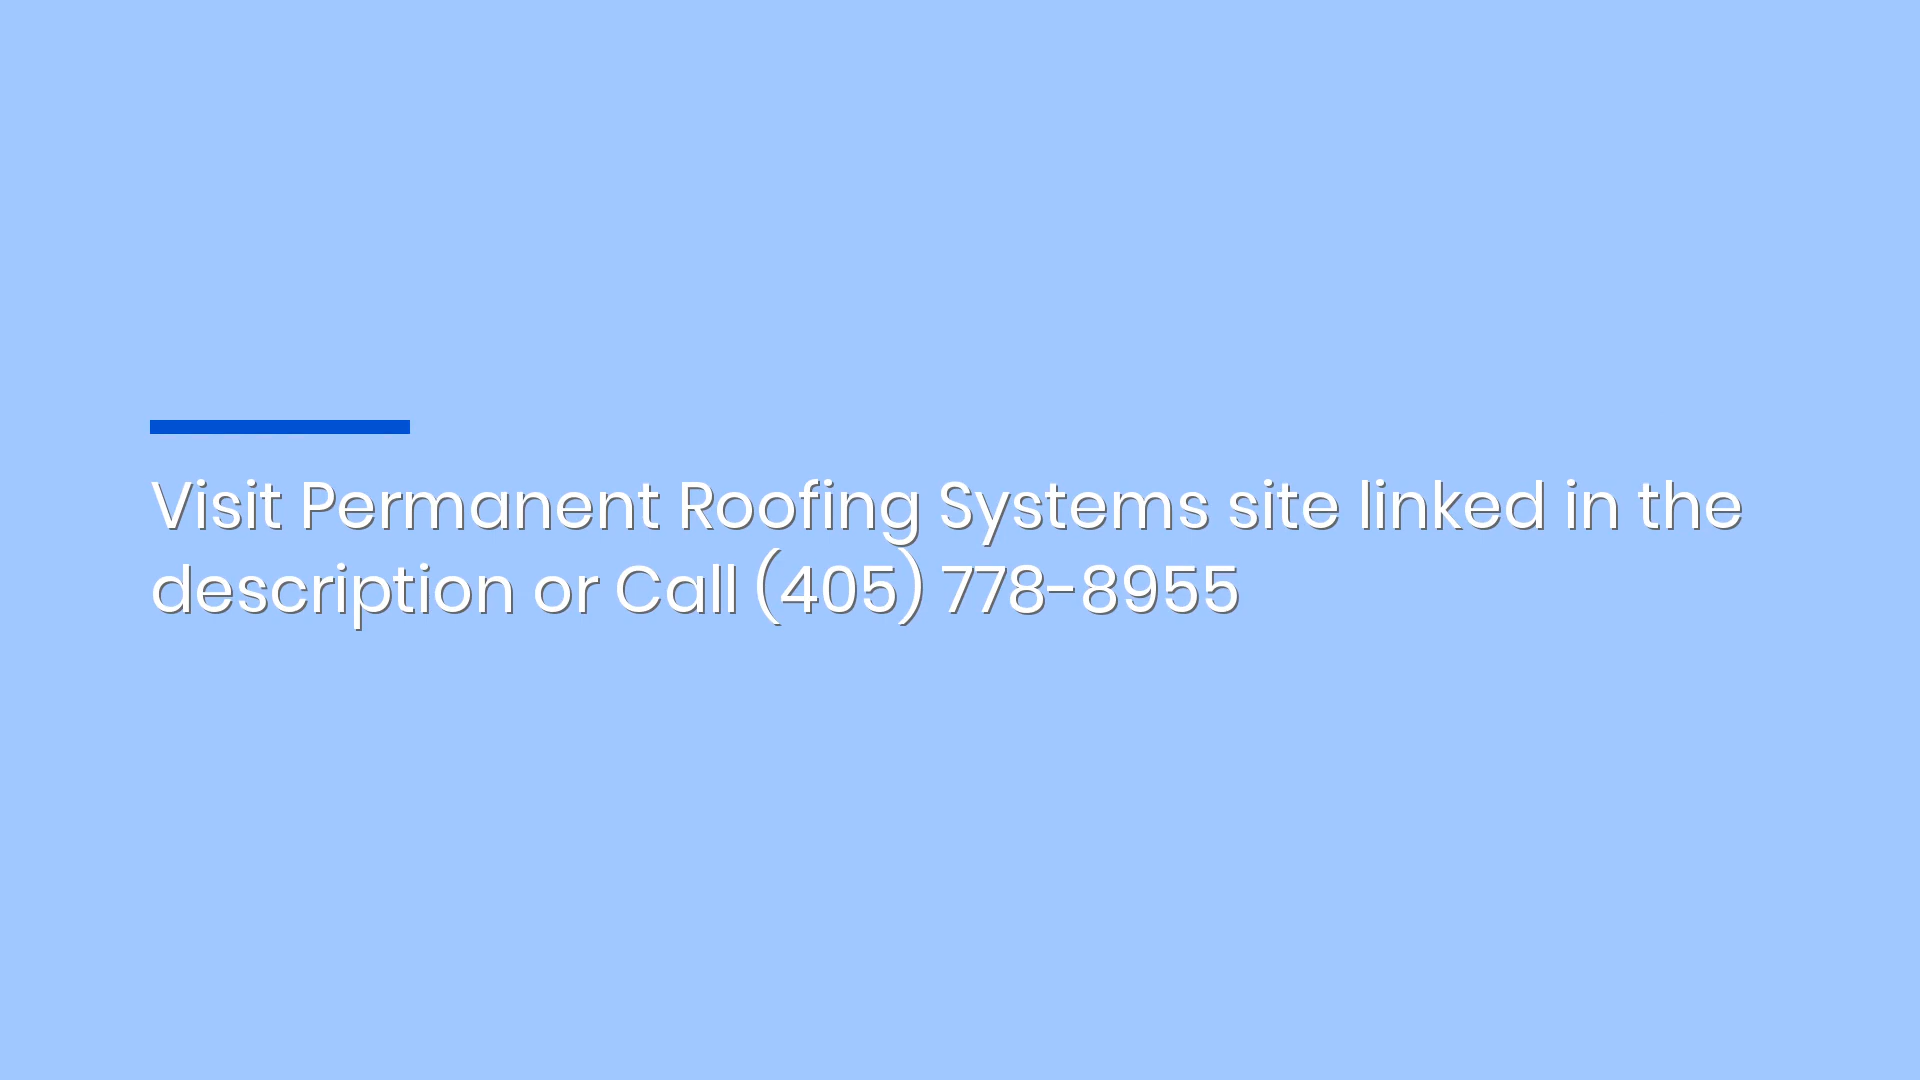 Visit Permanent Roofing Systems site linked in the
description or Call (405) 778-8955